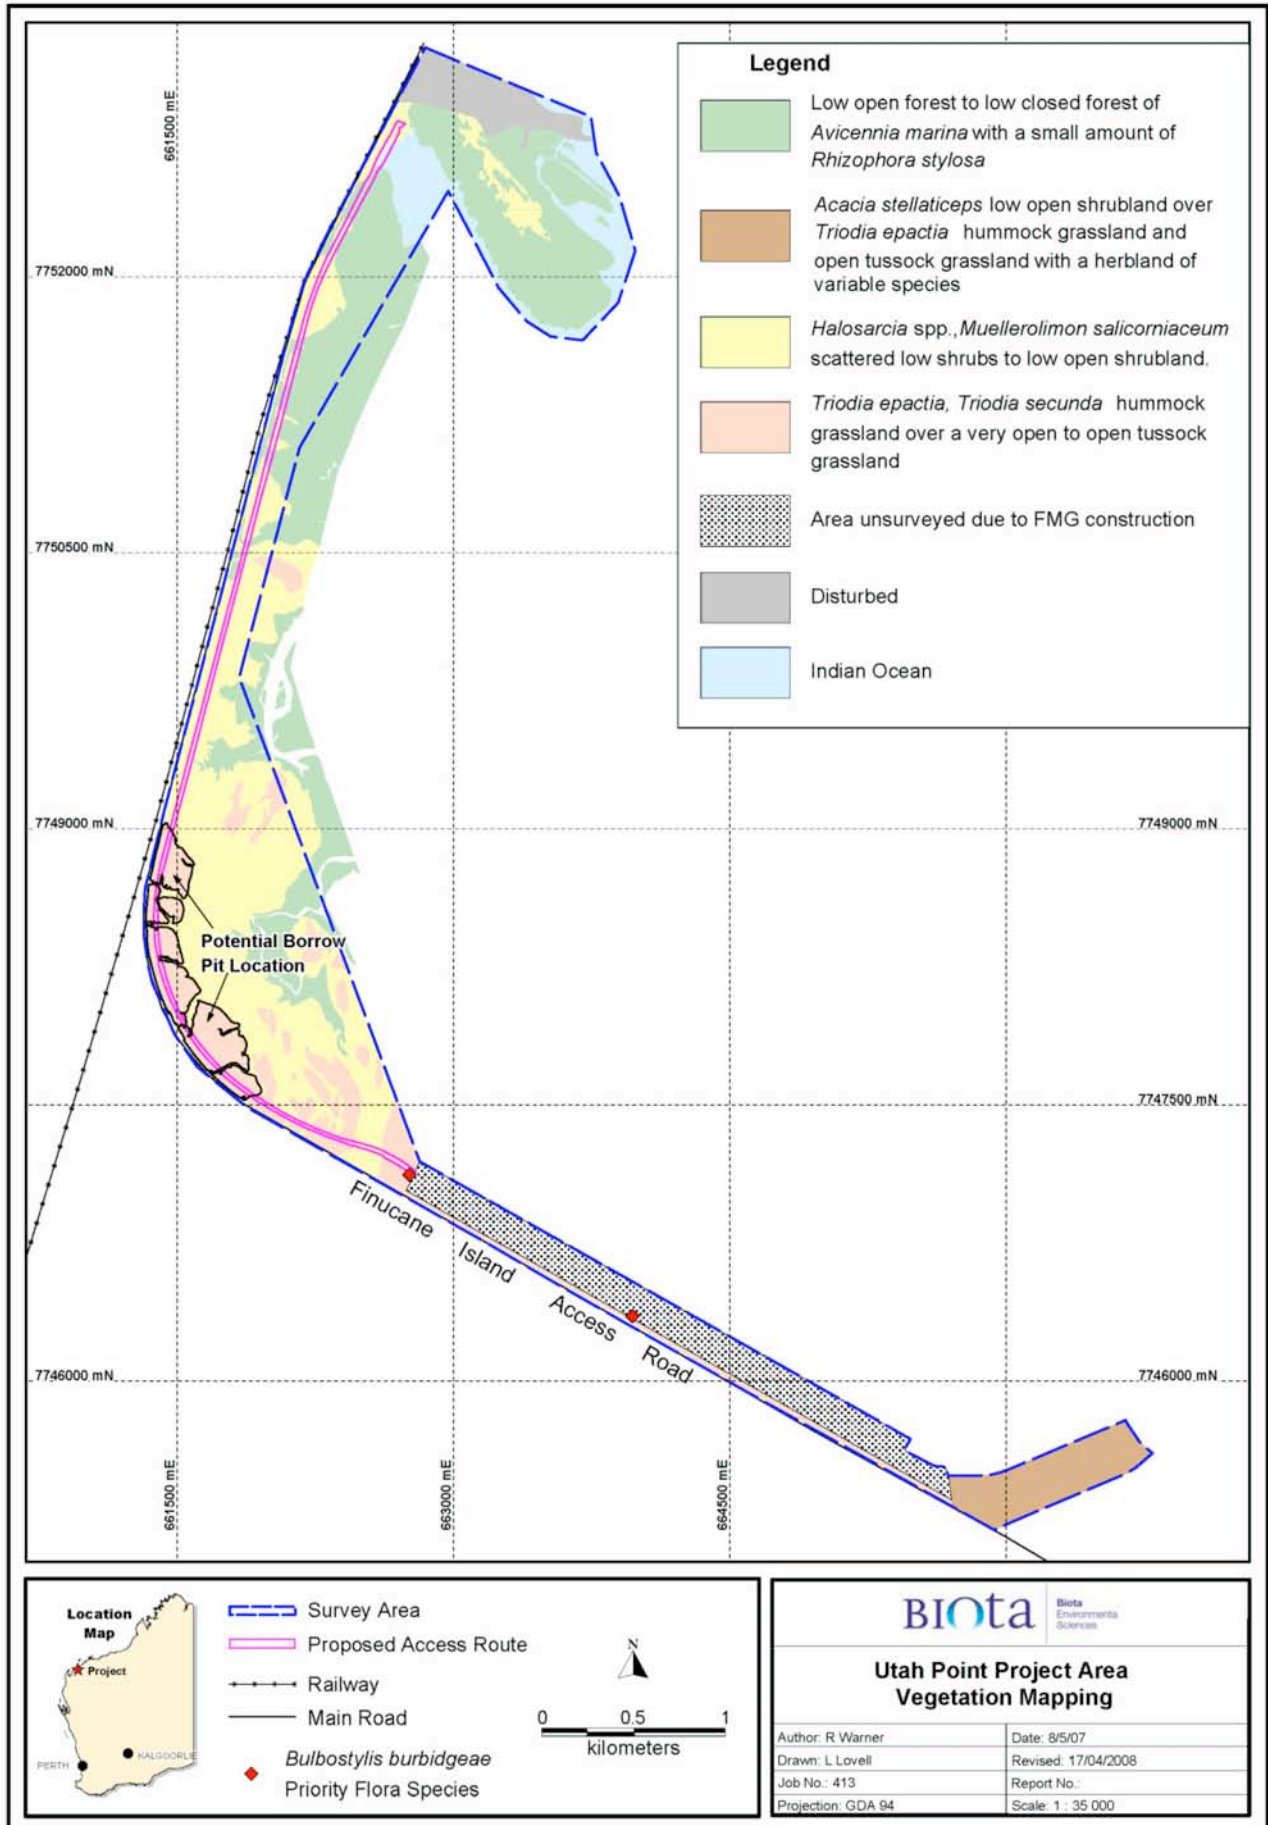 Legend
Low open forest to low closed forest of
Avicennia marina with a small amount of
Rhizophora stylosa
Acacia stellaticeps low open shrubland over
Triodia epactia hummock grassland and
open tussock grassland with a herbland of
variable species
Halosarcia spp., Muellerolimon salicorniaceum
scattered low shrubs to low open shrubland.
Triodia epactia, Triodia secunda hummock
grassland over a very open to open tussock
grassland
Area unsurveyed due to FMG construction
Disturbed
Indian Ocean
661500 mE
7752000 mN
7750500 mN
7749000 mN
7749000 mN
Potential Borrow
Pit Location
7747500 mN
Finucane Island Access Road
7746000 mN
7746000 mN
661500 mE
663000 mE
664500 mE
Location
Map
Project
PERTH
KALGOORLIE
Survey Area
Proposed Access Route
Railway
Main Road
Bulbostylis burbidgeae
Priority Flora Species
N
0 0.5 1
kilometers
BIOta
Biota
Environmenta
Sciences
Utah Point Project Area
Vegetation Mapping
Author: R Warner
Date: 8/5/07
Drawn: L Lovell
Revised: 17/04/2008
Job No.: 413
Report No.:
Projection: GDA 94
Scale: 1 : 35 000